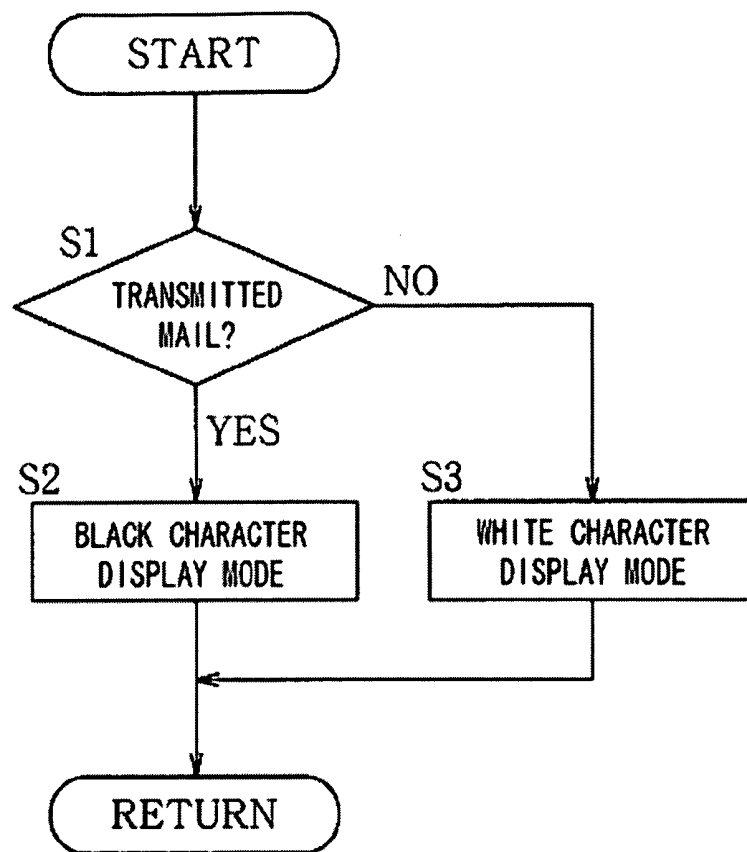 START
S1
TRANSMITTED
MAIL?
NO
YES
S2
BLACK CHARACTER
DISPLAY MODE
S3
WHITE CHARACTER
DISPLAY MODE
RETURN